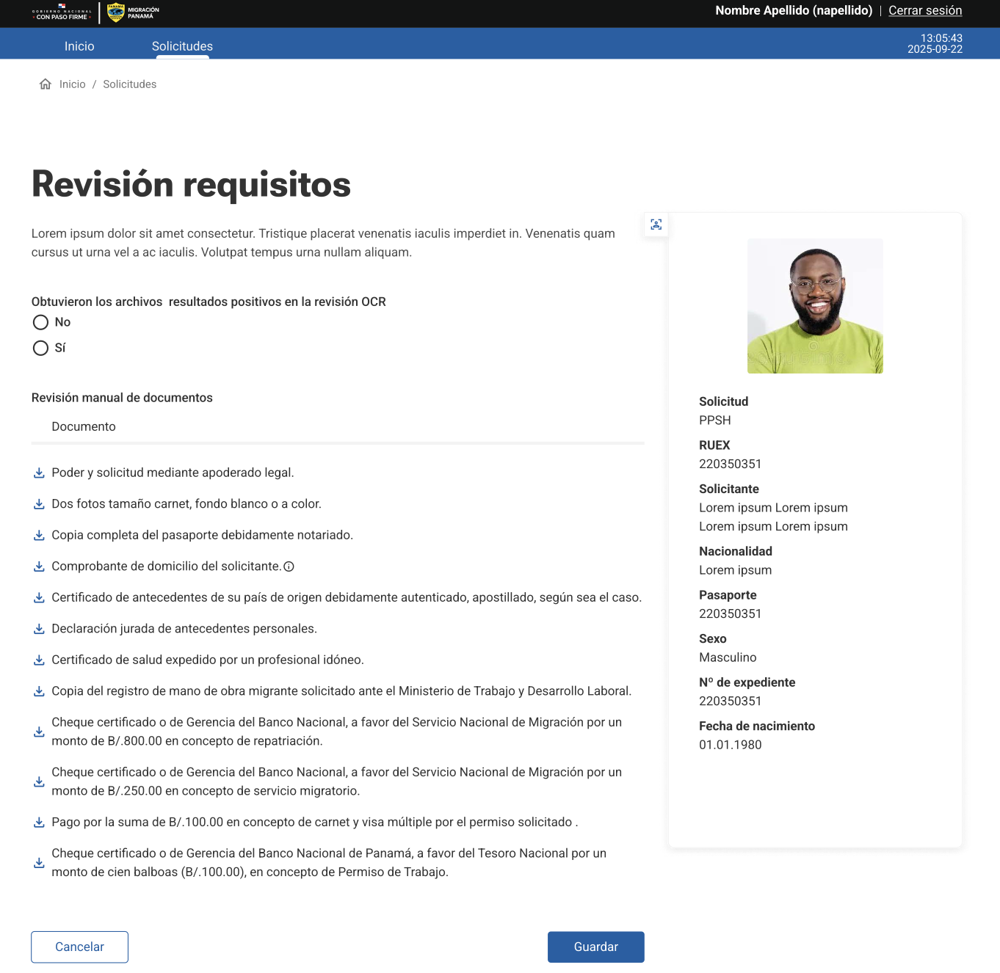 GOBIERNO NACIONAL
CON PASO FIRME
PANAMÁ
MIGRACIÓN
PANAMÁ
Nombre Apellido (napellido) | Cerrar sesión
Inicio Solicitudes
13:05:43
2025-09-22
Inicio / Solicitudes
Revisión requisitos
Lorem ipsum dolor sit amet consectetur. Tristique placerat venenatis iaculis imperdiet in. Venenatis quam
cursus ut urna vel a ac iaculis. Volutpat tempus urna nullam aliquam.
Obtuvieron los archivos  resultados positivos en la revisión OCR
No
Sí
Revisión manual de documentos
Documento
Poder y solicitud mediante apoderado legal.
Dos fotos tamaño carnet, fondo blanco o a color.
Copia completa del pasaporte debidamente notariado.
Comprobante de domicilio del solicitante.
Certificado de antecedentes de su país de origen debidamente autenticado, apostillado, según sea el caso.
Declaración jurada de antecedentes personales.
Certificado de salud expedido por un profesional idóneo.
Copia del registro de mano de obra migrante solicitado ante el Ministerio de Trabajo y Desarrollo Laboral.
Cheque certificado o de Gerencia del Banco Nacional, a favor del Servicio Nacional de Migración por un
monto de B/.800.00 en concepto de repatriación.
Cheque certificado o de Gerencia del Banco Nacional, a favor del Servicio Nacional de Migración por un
monto de B/.250.00 en concepto de servicio migratorio.
Pago por la suma de B/.100.00 en concepto de carnet y visa múltiple por el permiso solicitado .
Cheque certificado o de Gerencia del Banco Nacional de Panamá, a favor del Tesoro Nacional por un
monto de cien balboas (B/.100.00), en concepto de Permiso de Trabajo.
Cancelar
Guardar
Solicitud
PPSH
RUEX
220350351
Solicitante
Lorem ipsum Lorem ipsum
Lorem ipsum Lorem ipsum
Nacionalidad
Lorem ipsum
Pasaporte
220350351
Sexo
Masculino
Nº de expediente
220350351
Fecha de nacimiento
01.01.1980